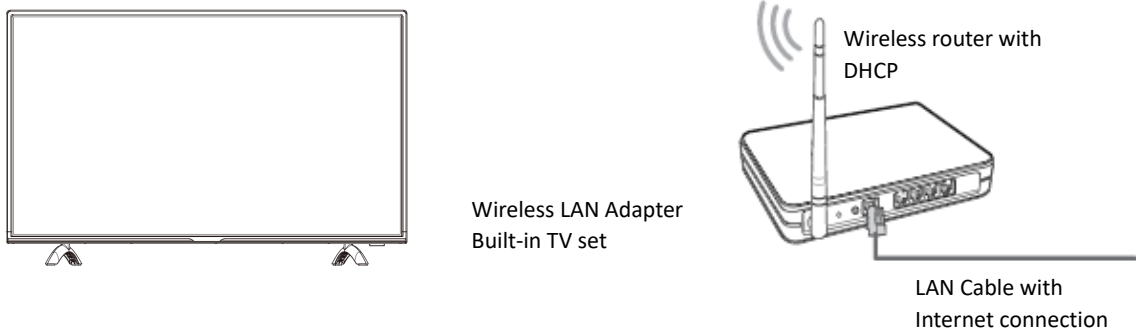 Wireless router with
DHCP
Wireless LAN Adapter
Built-in TV set
LAN Cable with
Internet connection